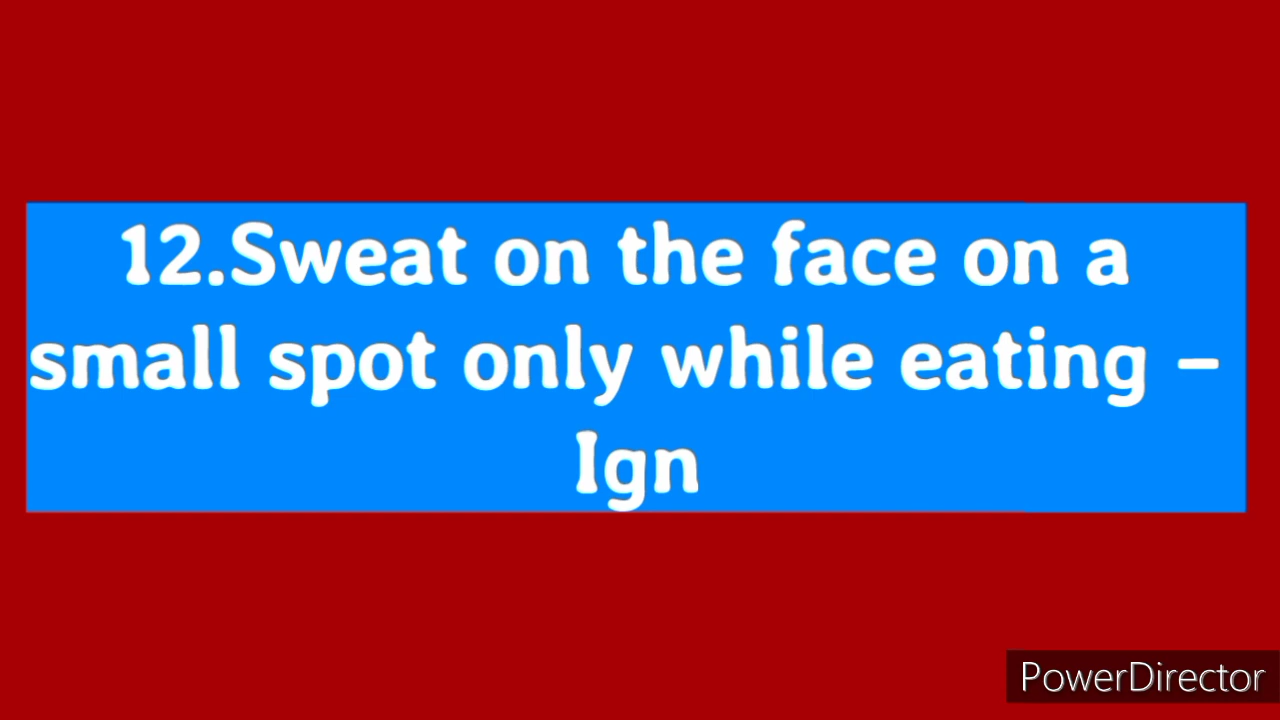 12.Sweat on the face on a
small spot only while eating –
Ign
PowerDirector